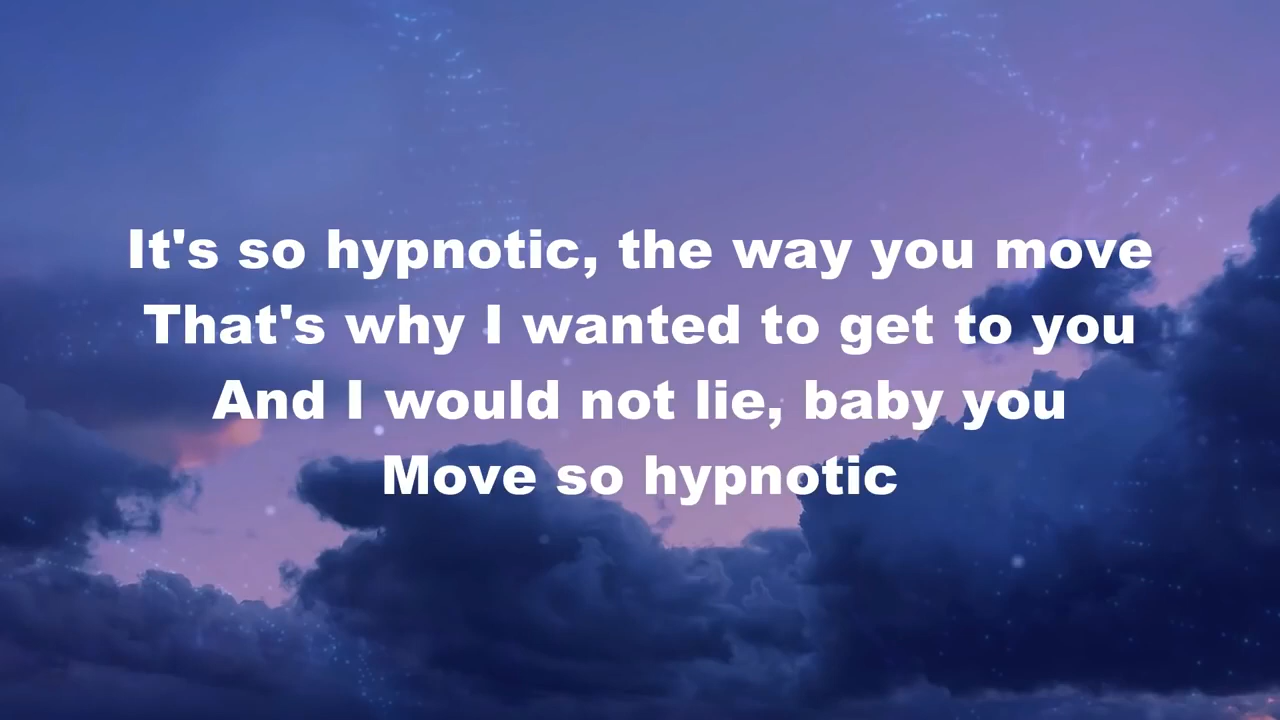 It's so hypnotic, the way you move
That's why I wanted to get to you
And I would not lie, baby you
Move so hypnotic